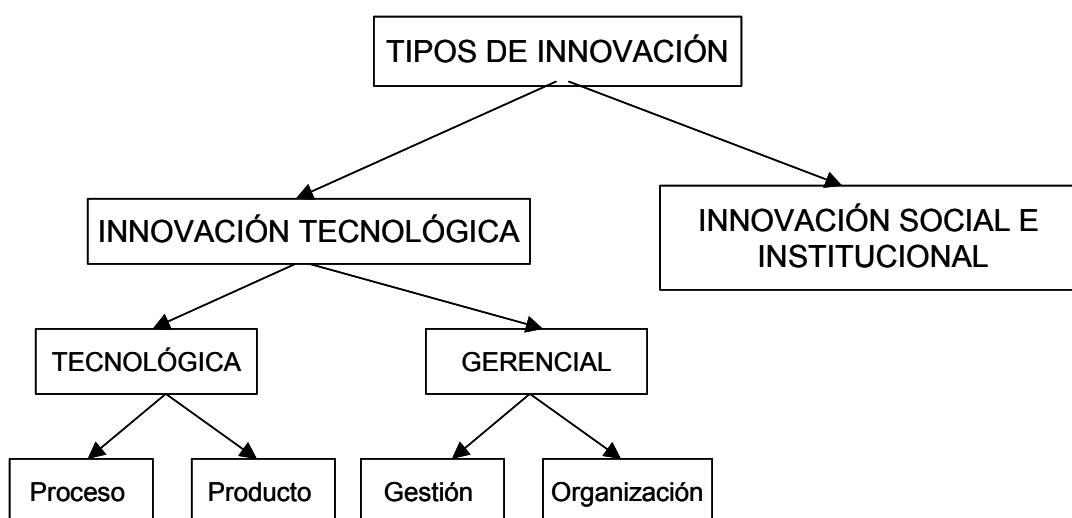 TIPOS DE INNOVACIÓN
INNOVACIÓN TECNOLÓGICA
INNOVACIÓN SOCIAL E
INSTITUCIONAL
TECNOLÓGICA
GERENCIAL
Proceso
Producto
Gestión
Organización